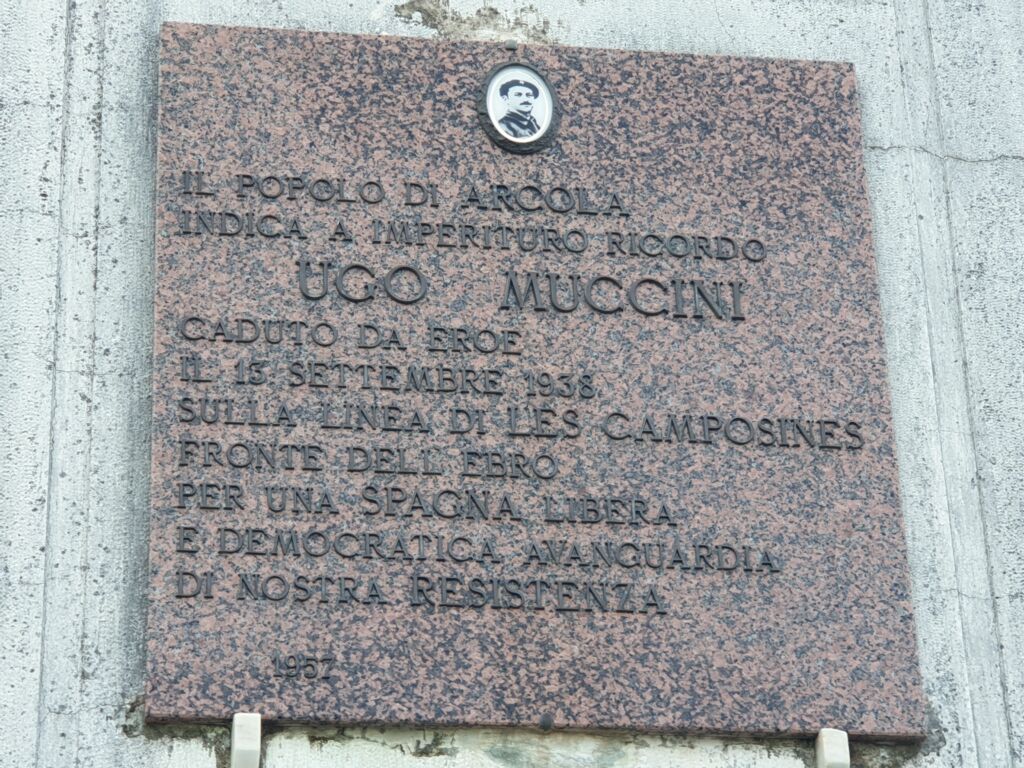 IL POPOLO DI ARCOLA
INDICA A IMPERITURO RICORDO
UGO MUCCINI
CADUTO DA EROE
IL 13 SETTEMBRE 1938
SULLA LINEA DI LES CAMPOSINES
FRONTE DELL EBRO
PER UNA SPAGNA LIBERA
E DEMOCRATICA AVANGUARDIA
DI NOSTRA RESISTENZA
1957